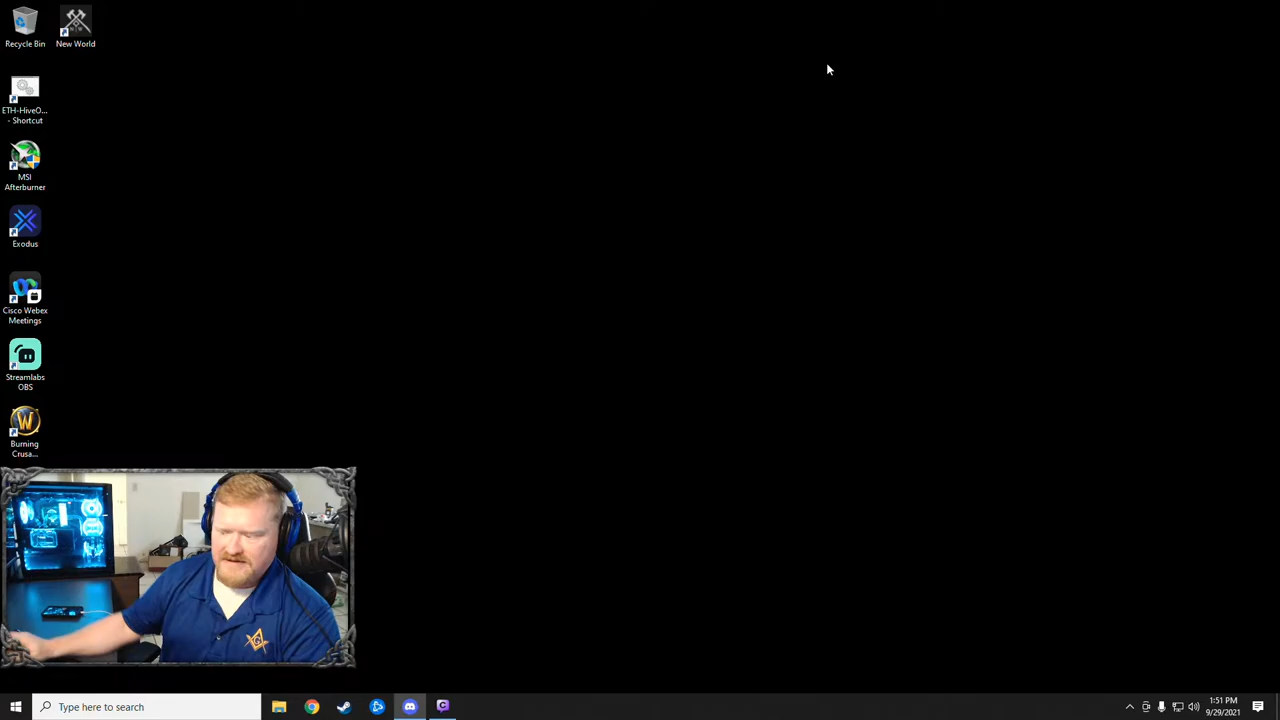 Recycle Bin
New World
ETH-HiveO...
- Shortcut
MSI
Afterburner
Exodus
Cisco Webex
Meetings
Streamlabs
OBS
Burning
Crusa...
G
Type here to search
1:51 PM
9/29/2021